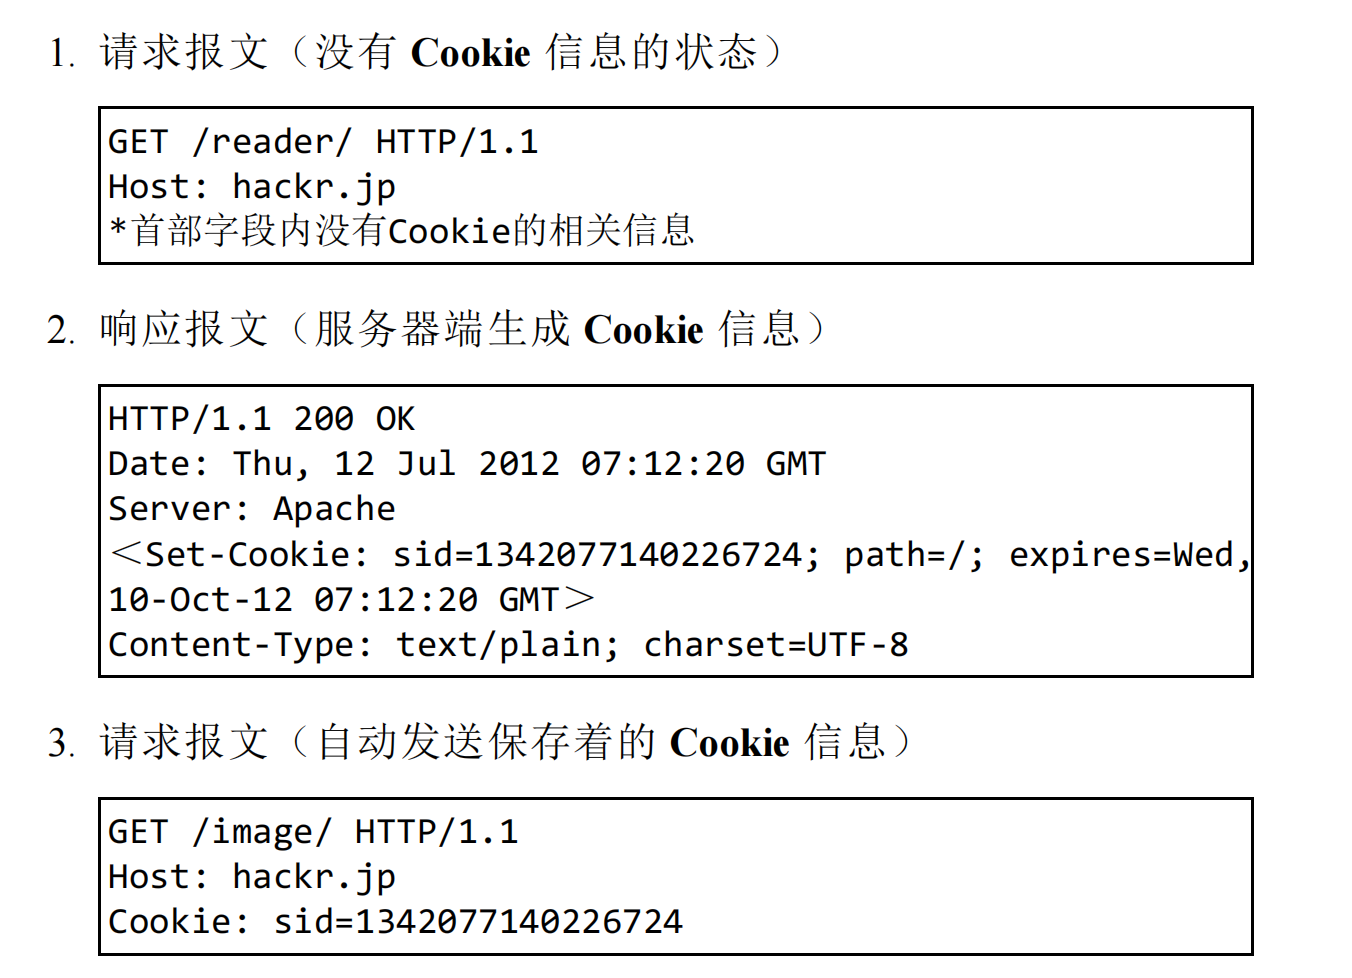 1. 请求报文（没有 Cookie 信息的状态）
GET /reader/ HTTP/1.1
Host: hackr.jp
*首部字段内没有Cookie的相关信息
2. 响应报文（服务器端生成 Cookie 信息）
HTTP/1.1 200 OK
Date: Thu, 12 Jul 2012 07:12:20 GMT
Server: Apache
＜Set-Cookie: sid=1342077140226724; path=/; expires=Wed,
10-Oct-12 07:12:20 GMT＞
Content-Type: text/plain; charset=UTF-8
3. 请求报文（自动发送保存着的 Cookie 信息）
GET /image/ HTTP/1.1
Host: hackr.jp
Cookie: sid=1342077140226724